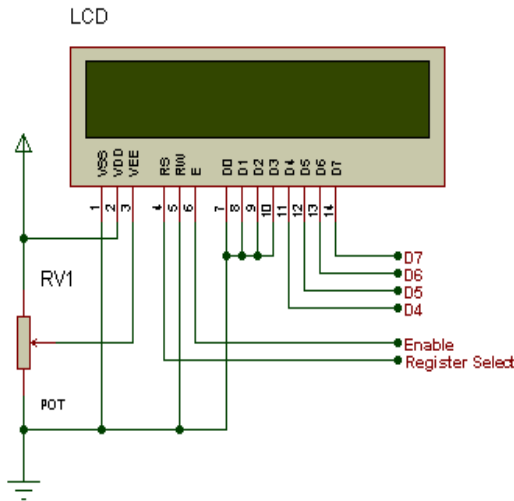 LCD
VSS VDD VEE RS RW E D0 D1 D2 D3 D4 D5 D6 D7
1 2 3 4 5 6 7 8 9 10 11 12 13 14
D7
D6
RV1
D5
D4
Enable
Register Select
POT